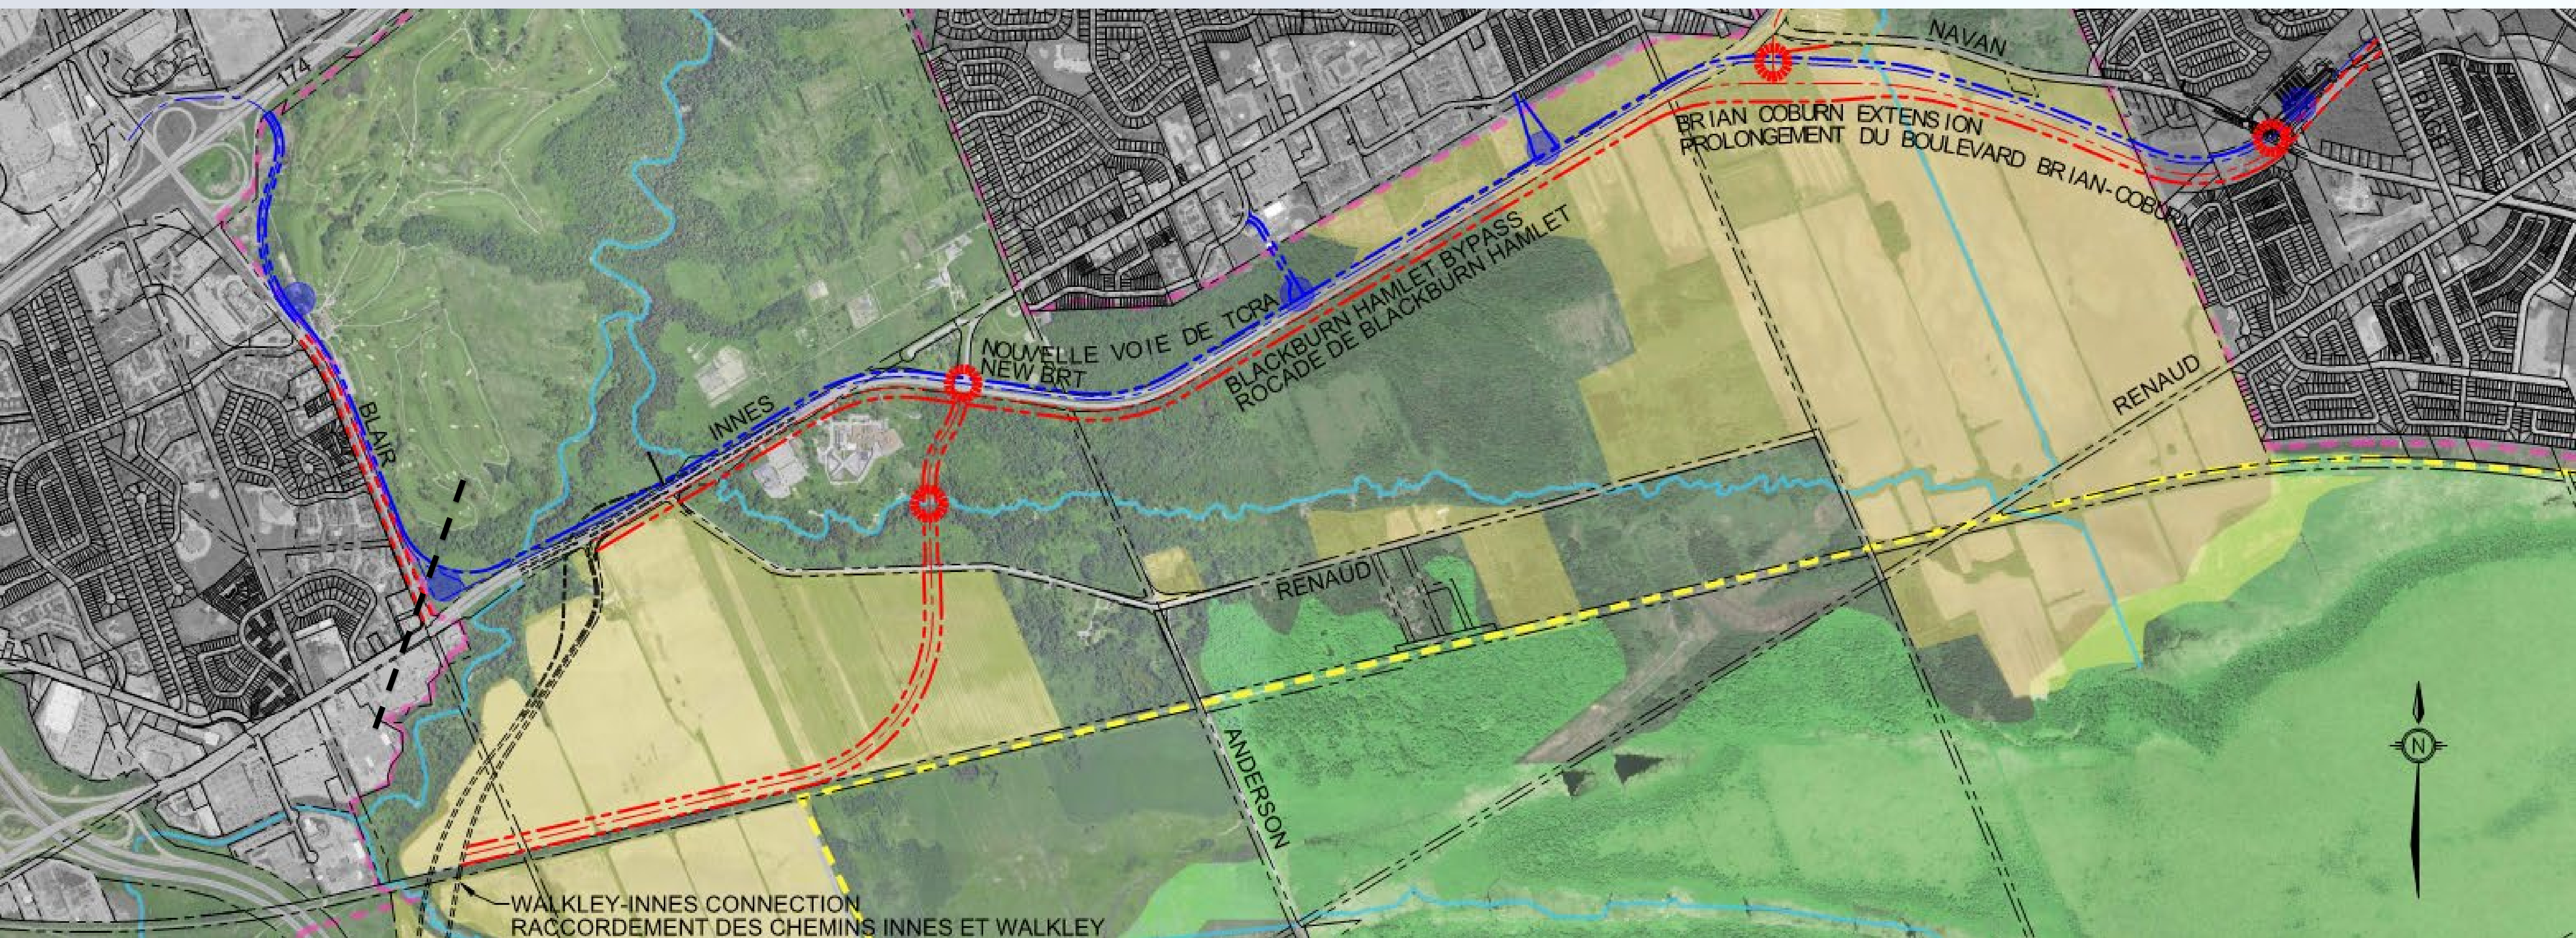 174
NAVAN
PAGE
BRIAN COBURN EXTENSION
PROLONGEMENT DU BOULEVARD BRIAN-COBURN
NOUVELLE VOIE DE TCRA
NEW BRT
BLACKBURN HAMLET BYPASS
ROCADE DE BLACKBURN HAMLET
INNES
BLAIR
RENAUD
RENAUD
ANDERSON
N
WALKLEY-INNES CONNECTION
RACCORDEMENT DES CHEMINS INNES ET WALKLEY